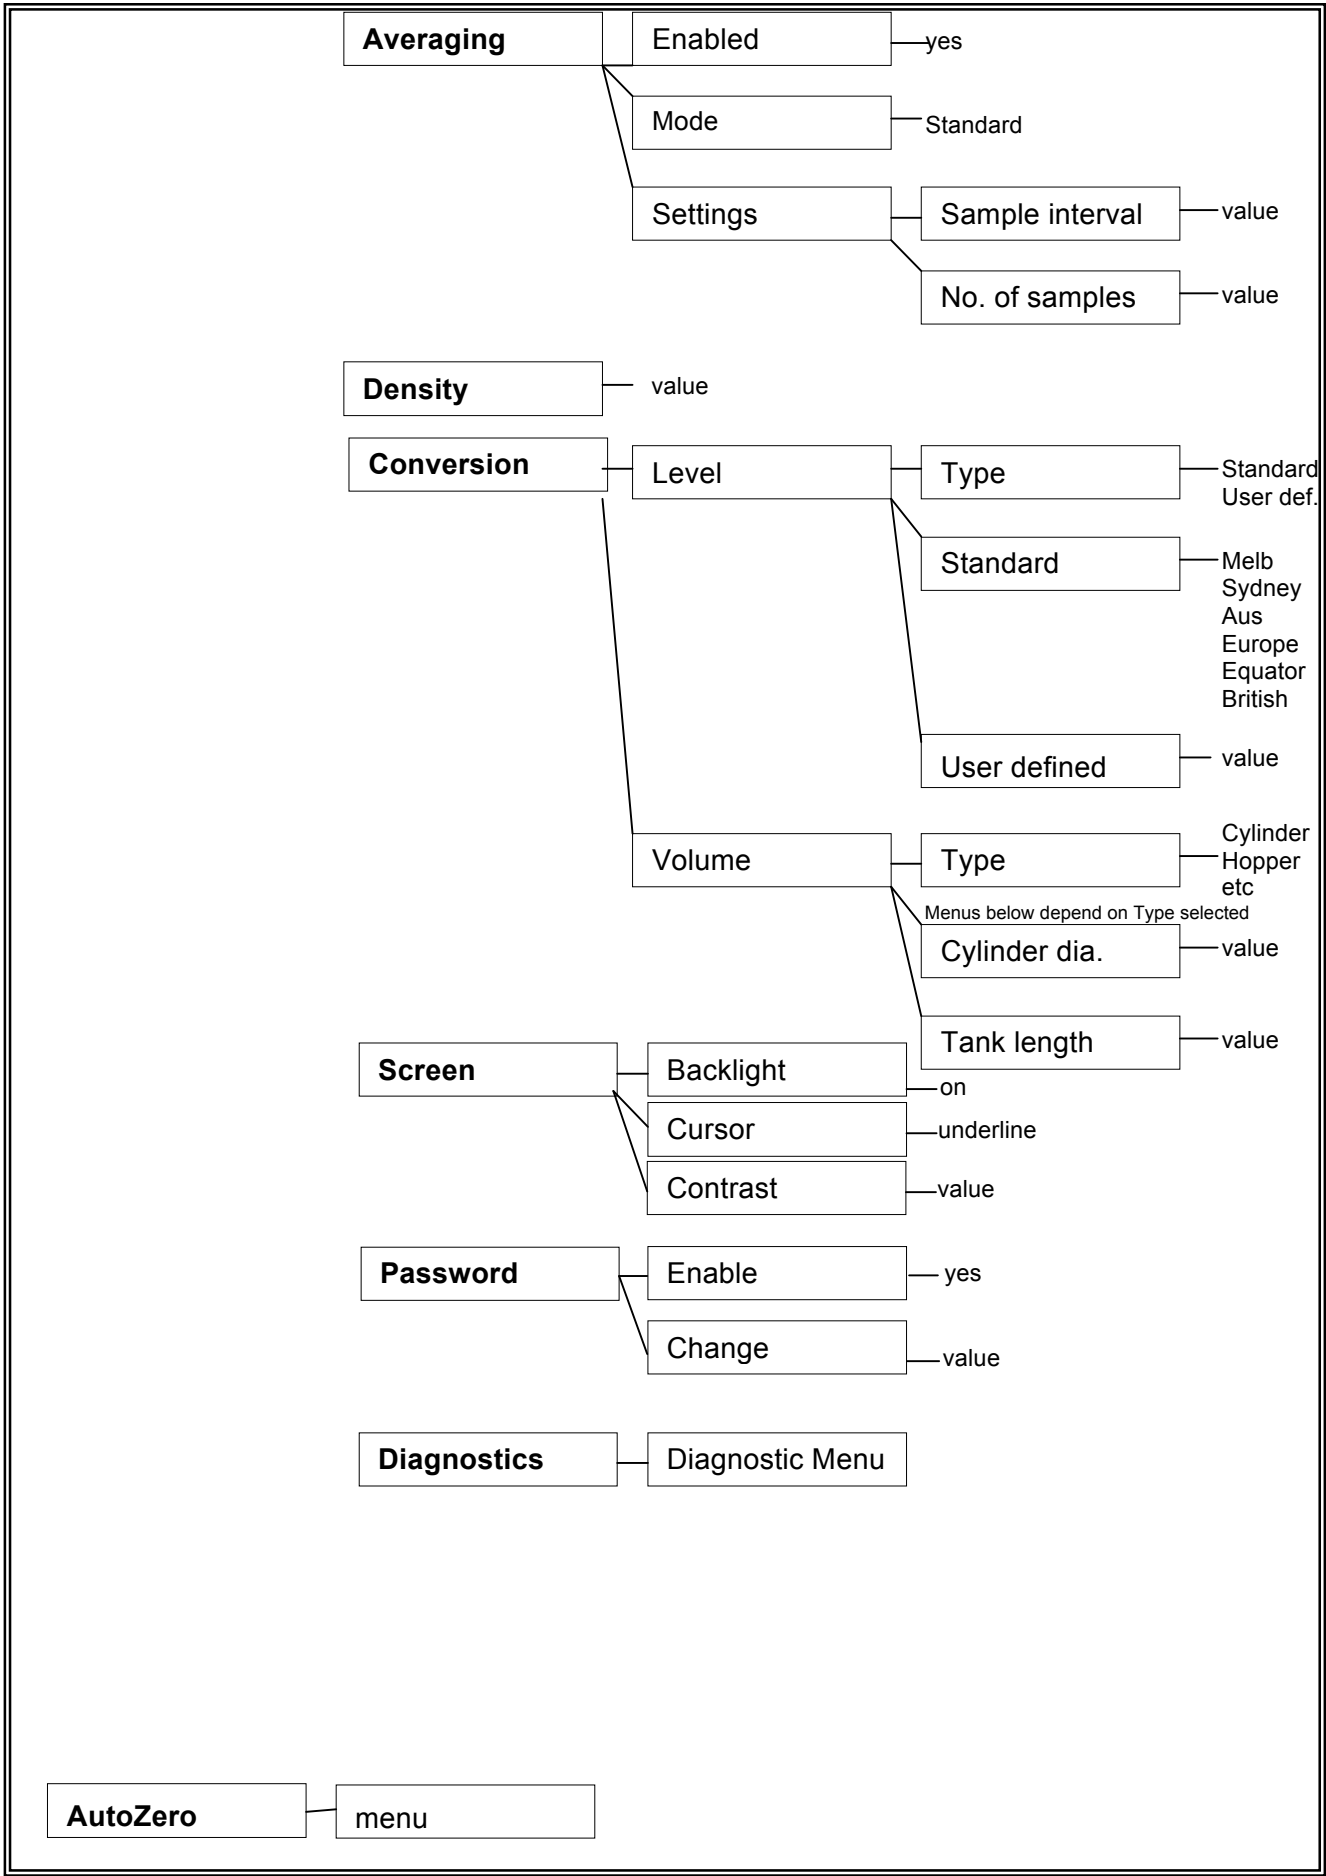 Averaging
Enabled
yes
Mode
Standard
Settings
Sample interval
value
No. of samples
value
Density
value
Conversion
Level
Type
Standard
User def.
Standard
Melb
Sydney
Aus
Europe
Equator
British
User defined
value
Volume
Type
Cylinder
Hopper
etc
Menus below depend on Type selected
Cylinder dia.
value
Tank length
value
Screen
Backlight
on
Cursor
underline
Contrast
value
Password
Enable
yes
Change
value
Diagnostics
Diagnostic Menu
AutoZero
menu